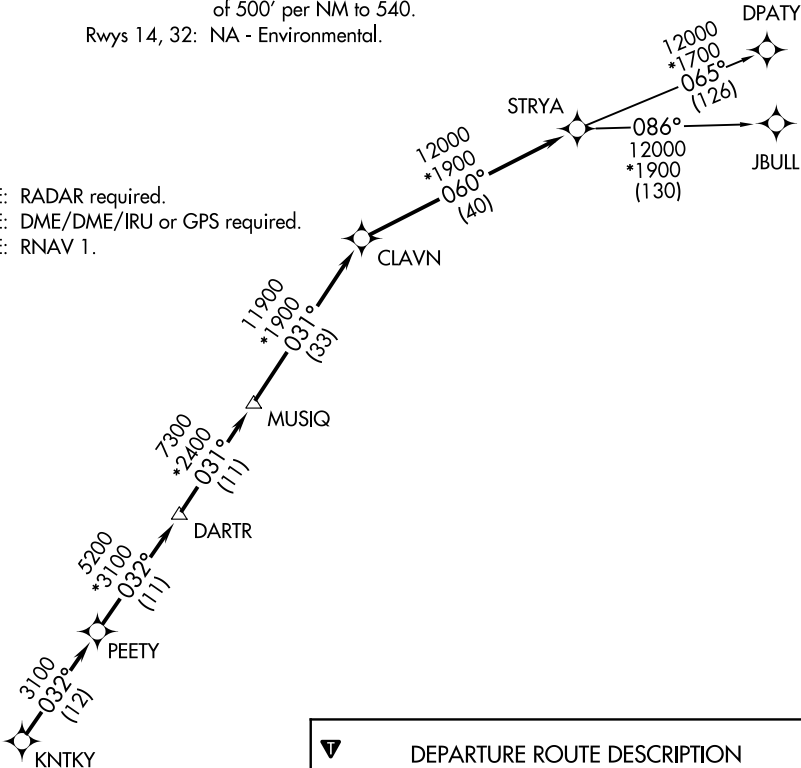 of 500' per NM to 540.
Rwys 14, 32: NA - Environmental.
DPATY
12000
*1700
065°
(126)
STRYA
086°
12000
*1900
(130)
JBULL
12000
*1900
060°
(40)
E: RADAR required.
E: DME/DME/IRU or GPS required.
E: RNAV 1.
CLAVN
11900
*1900
031°
(33)
MUSIQ
7300
*2400
031°
(11)
DARTR
5200
*3100
032°
(11)
PEETY
3100
032°
(12)
KNTKY
T
DEPARTURE ROUTE DESCRIPTION